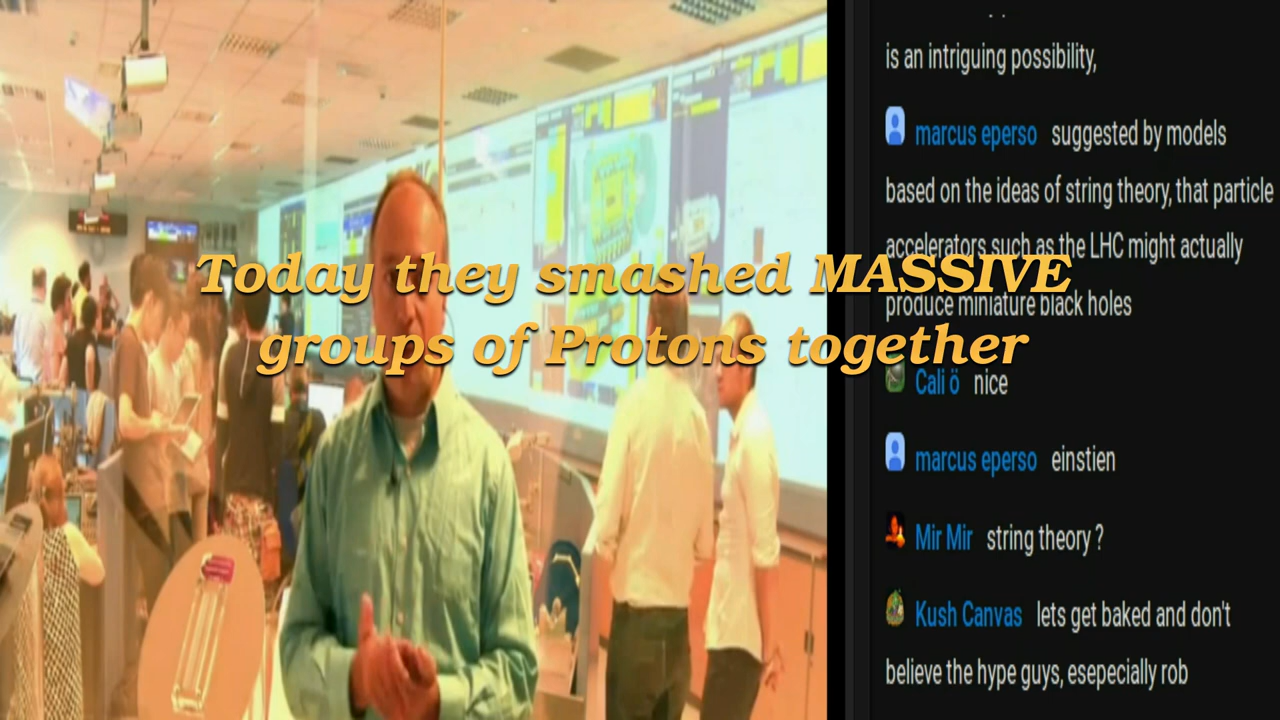 Today they smashed MASSIVE
groups of Protons together
is an intriguing possibility,
marcus eperso suggested by models
based on the ideas of string theory, that particle
accelerators such as the LHC might actually
produce miniature black holes
Cali ö nice
marcus eperso einstien
Mir Mir string theory ?
Kush Canvas lets get baked and don't
believe the hype guys, esepecially rob